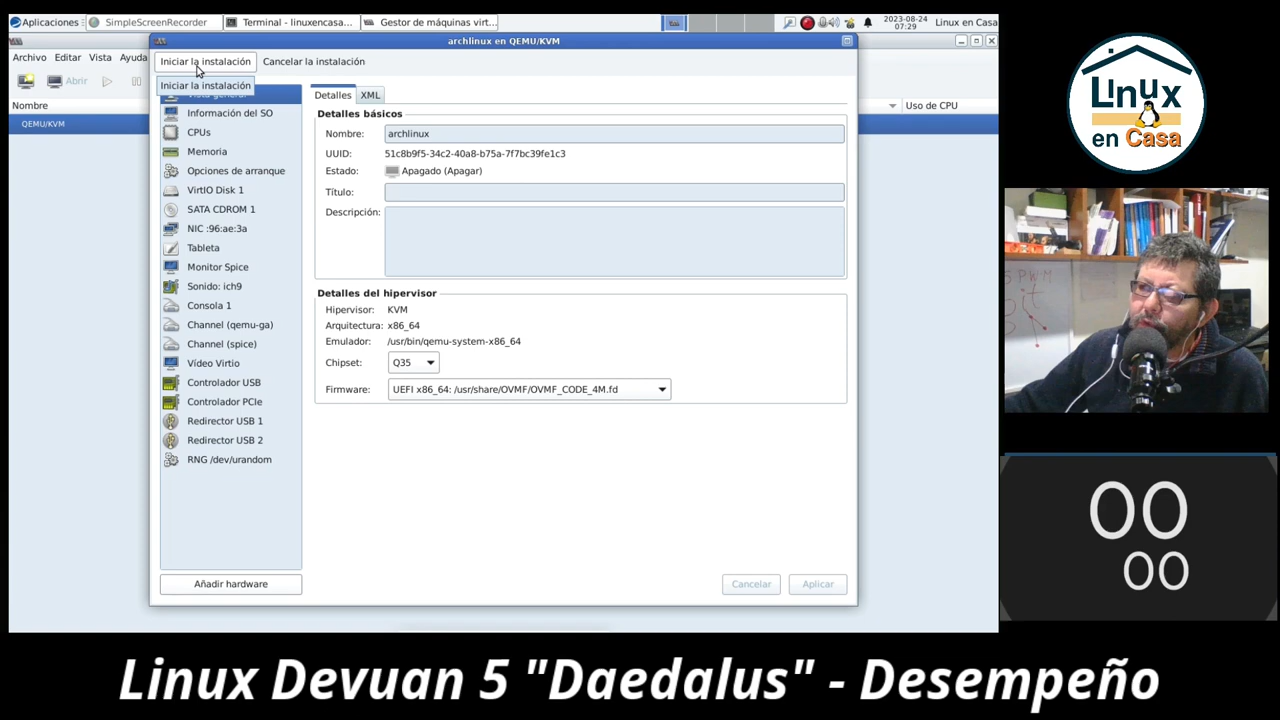 Aplicaciones
SimpleScreenRecorder
Terminal - linuxencasa...
Gestor de máquinas virt...
2023-08-24
07:29
Linux en Casa
archlinux en QEMU/KVM
Archivo Editar Vista Ayuda
Iniciar la instalación
Cancelar la instalación
Iniciar la instalación
Abrir
Nombre
Uso de CPU
QEMU/KVM
Información del SO
CPUs
Memoria
Opciones de arranque
VirtIO Disk 1
SATA CDROM 1
NIC :96:ae:3a
Tableta
Monitor Spice
Sonido: ich9
Consola 1
Channel (qemu-ga)
Channel (spice)
Vídeo Virtio
Controlador USB
Controlador PCIe
Redirector USB 1
Redirector USB 2
RNG /dev/urandom
Añadir hardware
Detalles XML
Detalles básicos
Nombre: archlinux
UUID: 51c8b9f5-34c2-40a8-b75a-7f7bc39fe1c3
Estado: Apagado (Apagar)
Título:
Descripción:
Detalles del hipervisor
Hipervisor: KVM
Arquitectura: x86_64
Emulador: /usr/bin/qemu-system-x86_64
Chipset: Q35
Firmware: UEFI x86_64: /usr/share/OVMF/OVMF_CODE_4M.fd
Cancelar Aplicar
Linux
en Casa
00
00
Linux Devuan 5 "Daedalus" - Desempeño